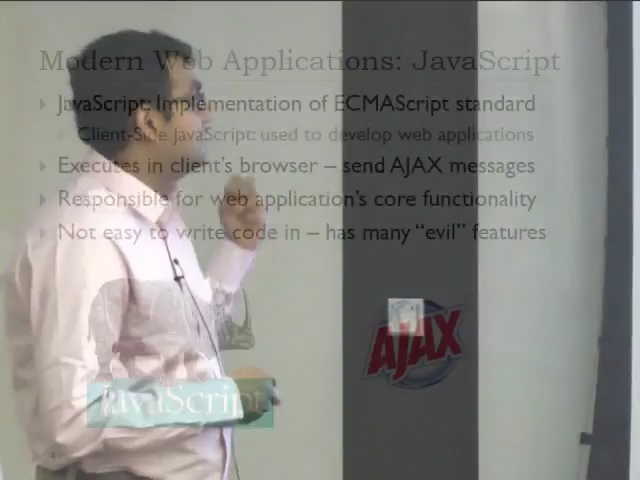 Modern Web Applications: JavaScript
JavaScript: Implementation of ECMAScript standard
Client-Side JavaScript: used to develop web applications
Executes in client's browser – send AJAX messages
Responsible for web application's core functionality
Not easy to write code in – has many “evil” features
AJAX
JavaScript
4